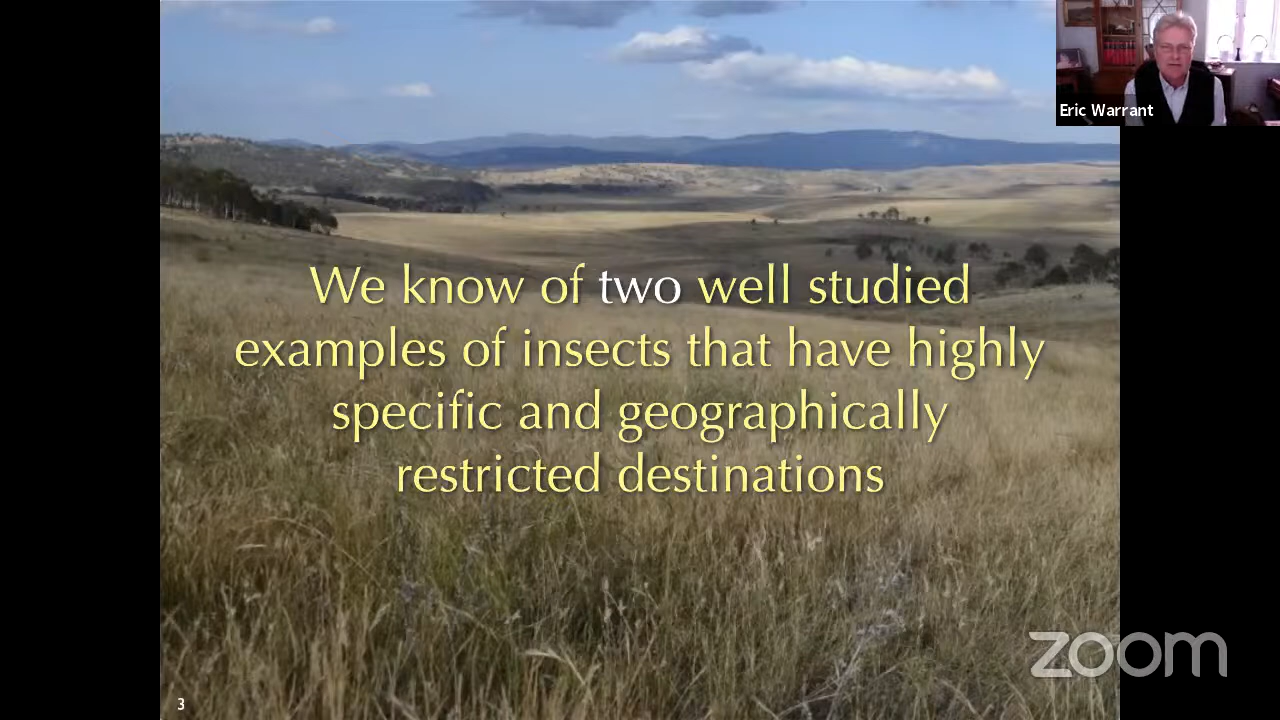 Eric Warrant
We know of two well studied
examples of insects that have highly
specific and geographically
restricted destinations
zoom
3